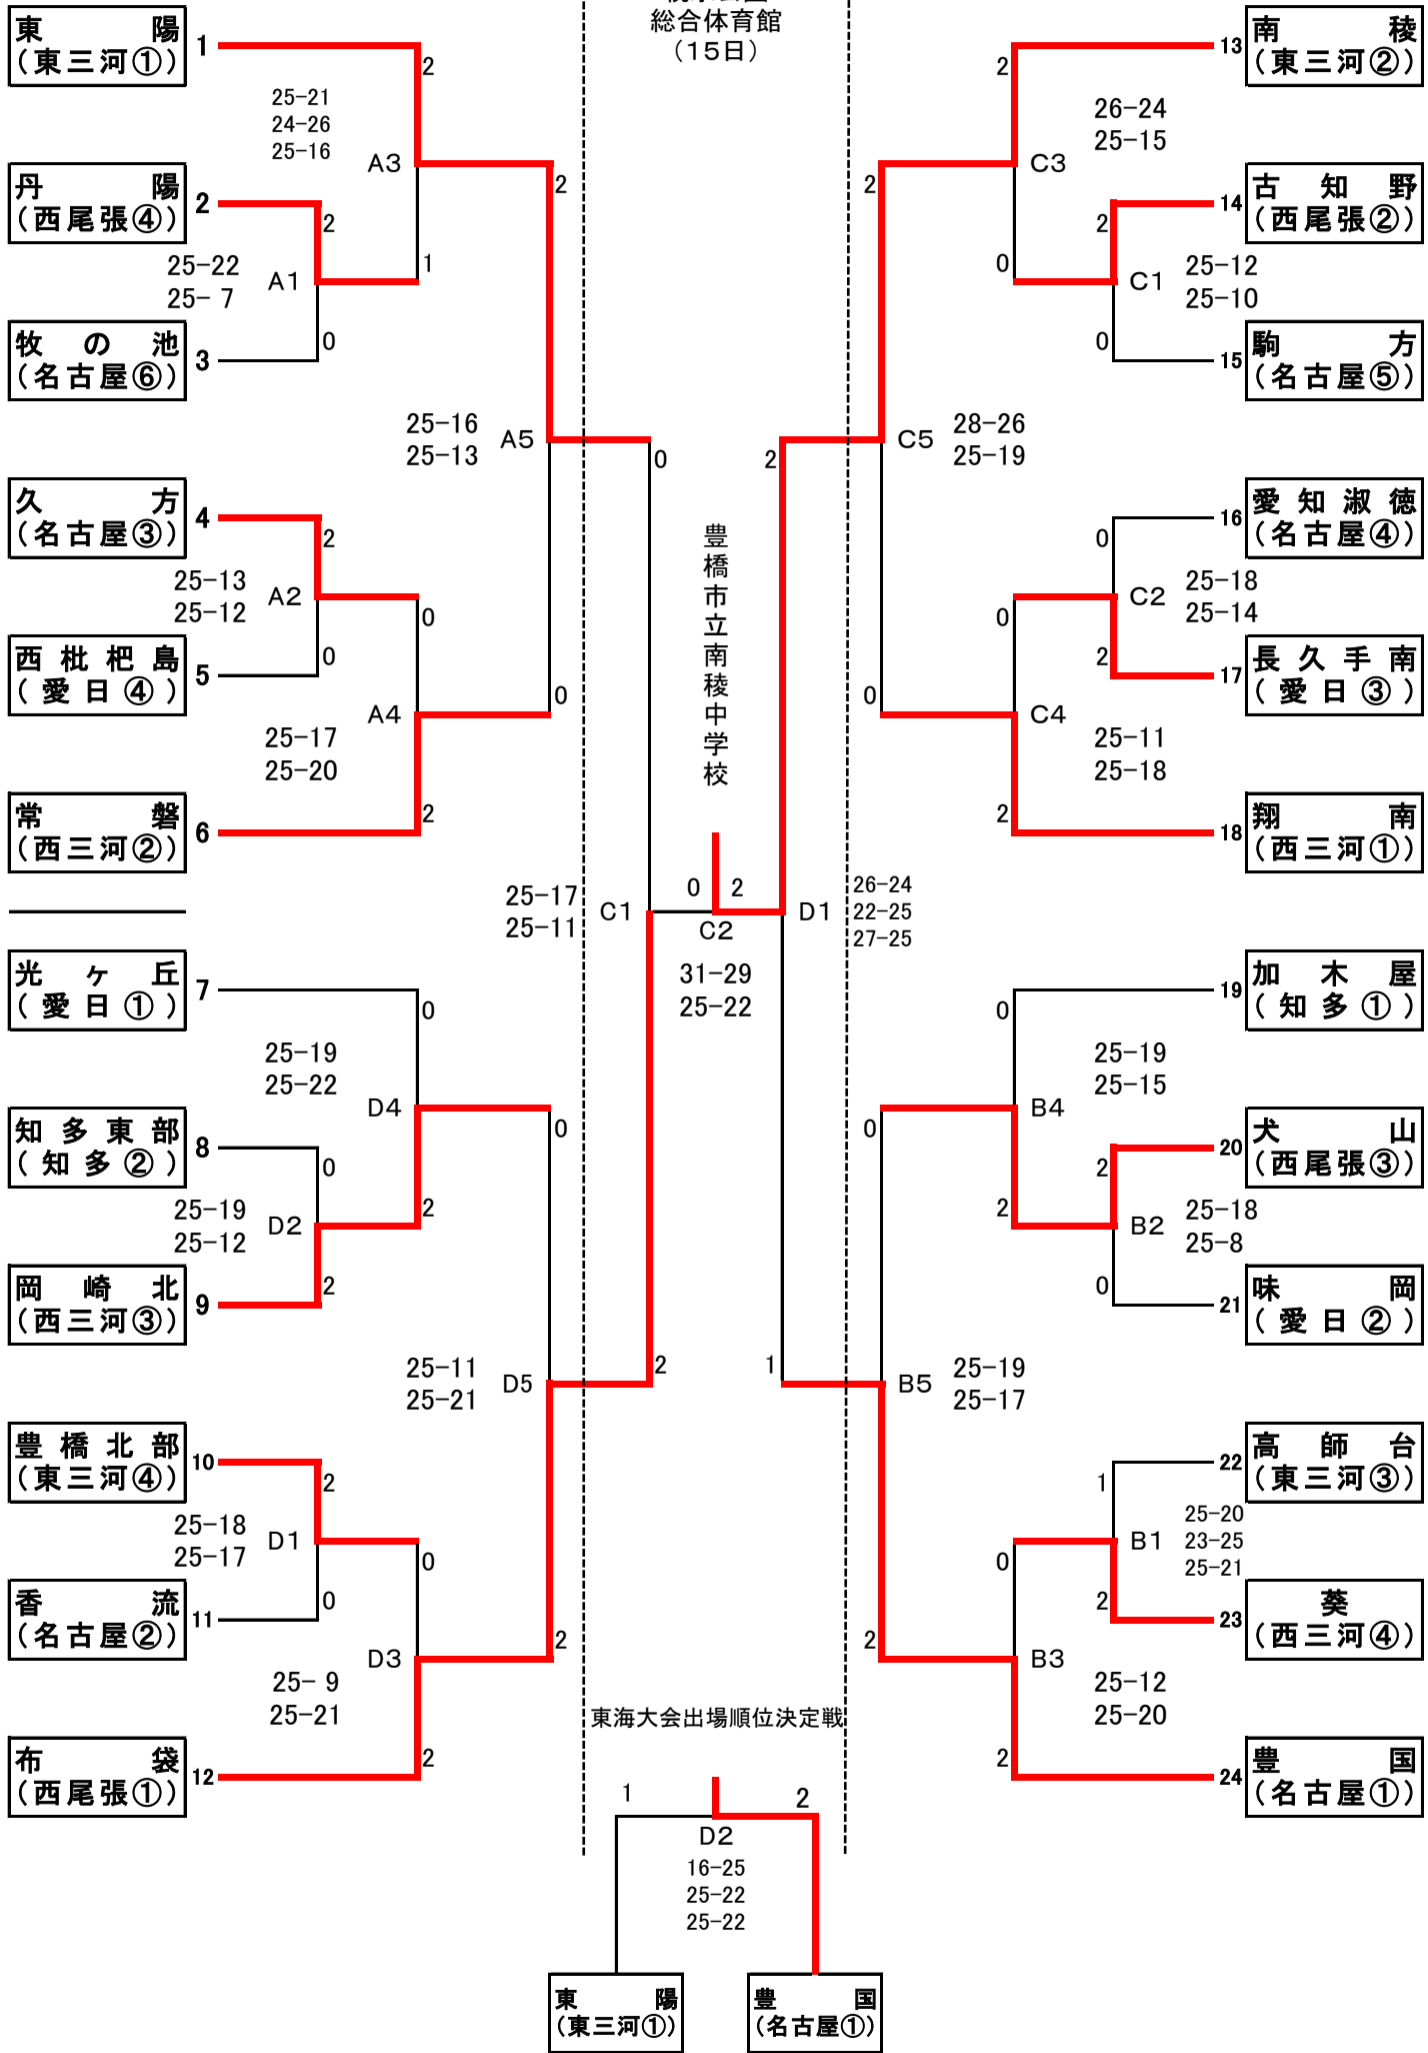 総合体育館
（15日）
東陽
（東三河①）
1
2
25-21
24-26
25-16
A3
2
丹陽
（西尾張④）
2
2
25-22
25- 7
A1
1
牧の池
（名古屋⑥）
3
0
25-16
25-13
A5
0
久方
（名古屋③）
4
2
25-13
25-12
A2
0
西枇杷島
（愛日④）
5
0
A4
0
25-17
25-20
常磐
（西三河②）
6
2
25-17
25-11
C1
光ヶ丘
（愛日①）
7
0
25-19
25-22
D4
0
知多東部
（知多②）
8
0
25-19
25-12
D2
2
岡崎北
（西三河③）
9
2
25-11
25-21
D5
2
豊橋北部
（東三河④）
10
2
25-18
25-17
D1
0
香流
（名古屋②）
11
0
D3
2
25- 9
25-21
布袋
（西尾張①）
12
2
豊橋市立南稜中学校
0 2
C2
31-29
25-22
南稜
（東三河②）
13
2
26-24
25-15
C3
2
古知野
（西尾張②）
14
2
0
C1
25-12
25-10
駒方
（名古屋⑤）
15
0
2
C5
28-26
25-19
愛知淑徳
（名古屋④）
16
0
0
C2
25-18
25-14
長久手南
（愛日③）
17
2
0
C4
25-11
25-18
翔南
（西三河①）
18
2
D1
26-24
22-25
27-25
加木屋
（知多①）
19
0
25-19
25-15
B4
0
犬山
（西尾張③）
20
2
2
B2
25-18
25-8
味岡
（愛日②）
21
0
1
B5
25-19
25-17
高師台
（東三河③）
22
1
0
B1
25-20
23-25
25-21
葵
（西三河④）
23
2
2
B3
25-12
25-20
豊国
（名古屋①）
24
2
東海大会出場順位決定戦
1 2
D2
16-25
25-22
25-22
東陽
（東三河①）
豊国
（名古屋①）